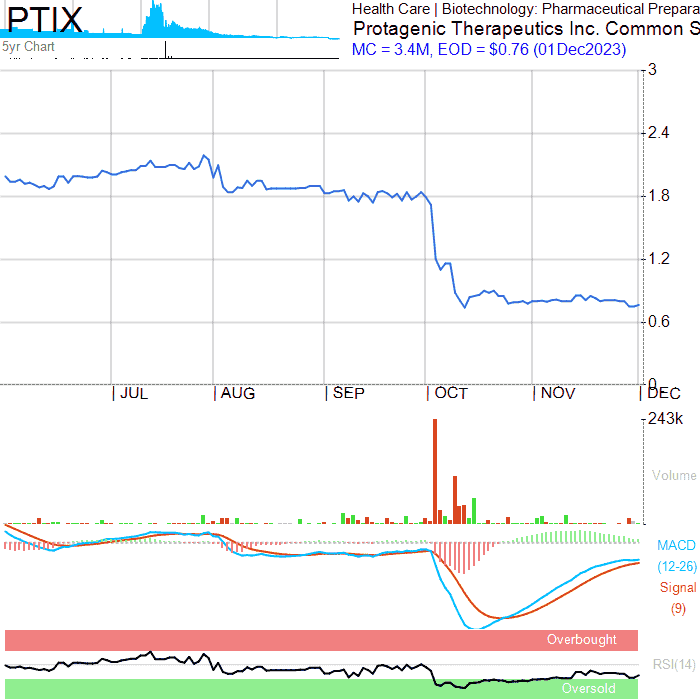 PTIX
5yr Chart
Health Care | Biotechnology: Pharmaceutical Prepara
Protagenic Therapeutics Inc. Common S
MC = 3.4M, EOD = $0.76 (01Dec2023)
3
2.4
1.8
1.2
0.6
0
JUL
AUG
SEP
OCT
NOV
DEC
243k
Volume
MACD
(12-26)
Signal
(9)
Overbought
RSI(14)
Oversold